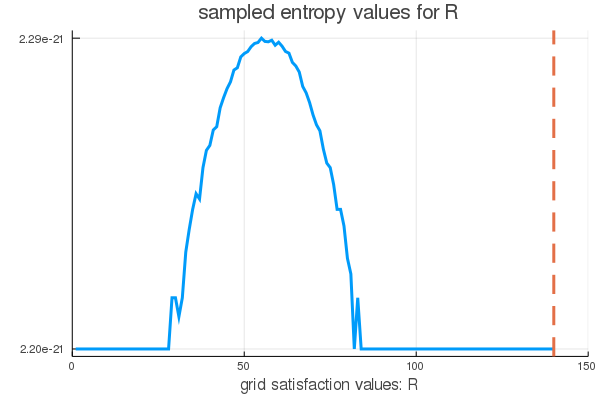 sampled entropy values for R
2.29e-21
2.20e-21
0 50 100 150
grid satisfaction values: R